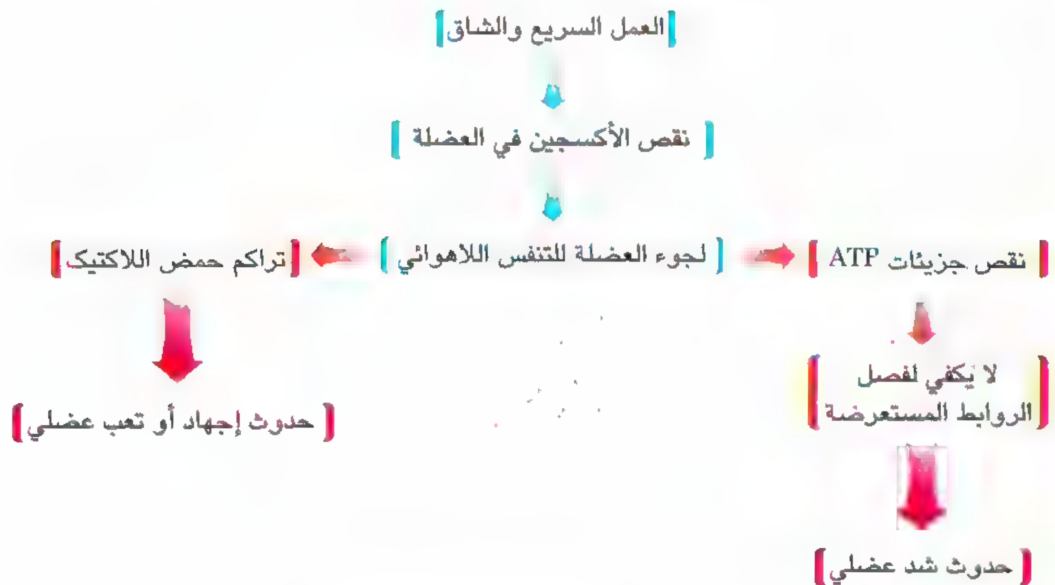 العمل السريع والشاق
نقص الأكسجين في العضلة
نقص جزيئات ATP
لجوء العضلة للتنفس اللاهوائي
تراكم حمض اللاكتيك
لا يكفي لفصل
الروابط المستعرضة
حدوث إجهاد أو تعب عضلي
حدوث شد عضلي